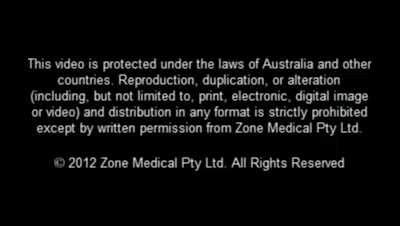 This video is protected under the laws of Australia and other
countries. Reproduction, duplication, or alteration
(including, but not limited to, print, electronic, digital image
or video) and distribution in any format is strictly prohibited
except by written permission from Zone Medical Pty Ltd.
© 2012 Zone Medical Pty Ltd. All Rights Reserved